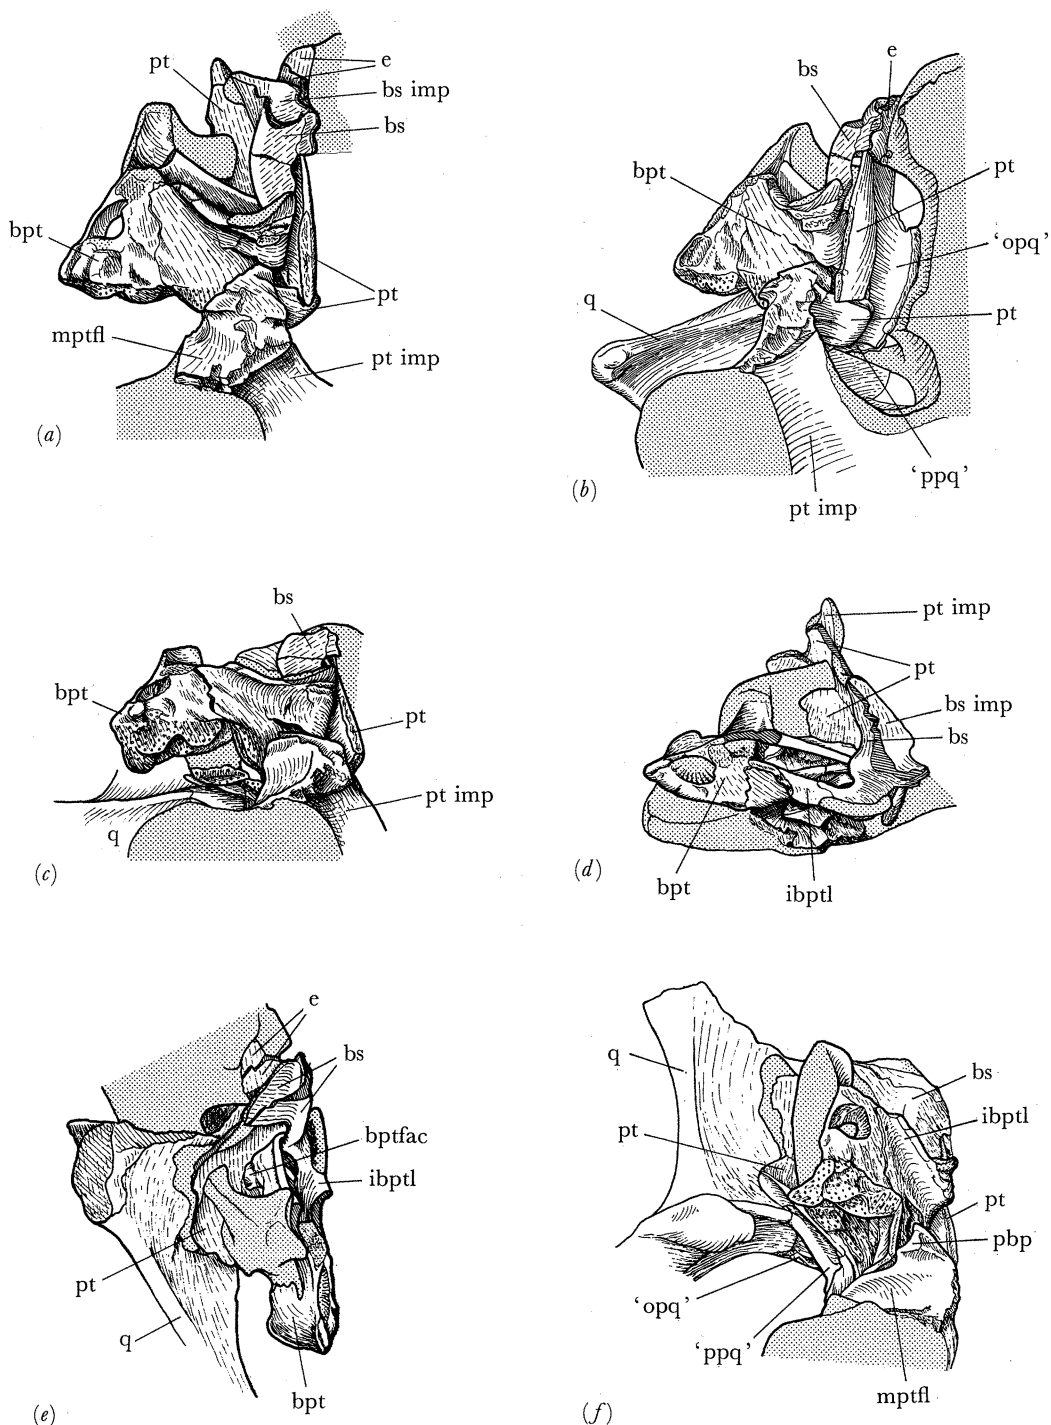 pt
e
bs imp
bs
bpt
pt
mptfl
pt imp
(a)
e
bs
bpt
pt
'opq'
q
pt
'ppq'
(b)
pt imp
bs
bpt
pt
pt imp
q
(c)
pt imp
pt
bs imp
bs
(d)
bpt
ibptl
e
bs
bptfac
ibptl
pt
q
bpt
(e)
q
bs
ibptl
pt
pt
pbp
'opq'
'ppq'
mptfl
(f)